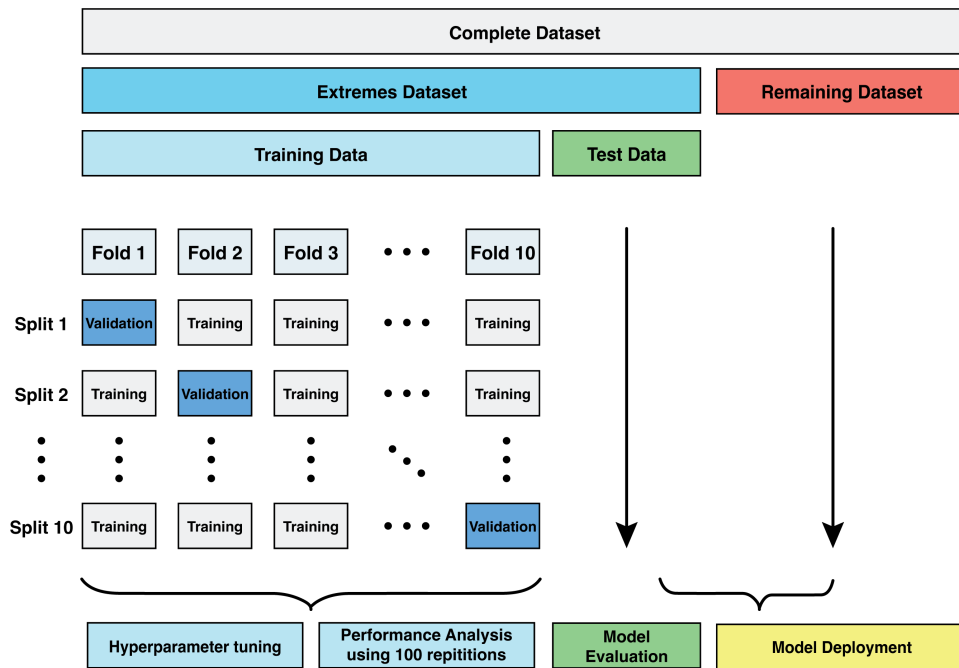 Complete Dataset
Extremes Dataset
Remaining Dataset
Training Data
Test Data
Fold 1
Fold 2
Fold 3
Fold 10
Split 1
Validation
Training
Training
Training
Split 2
Training
Validation
Training
Training
Split 10
Training
Training
Training
Validation
Hyperparameter tuning
Performance Analysis
using 100 repititions
Model
Evaluation
Model Deployment